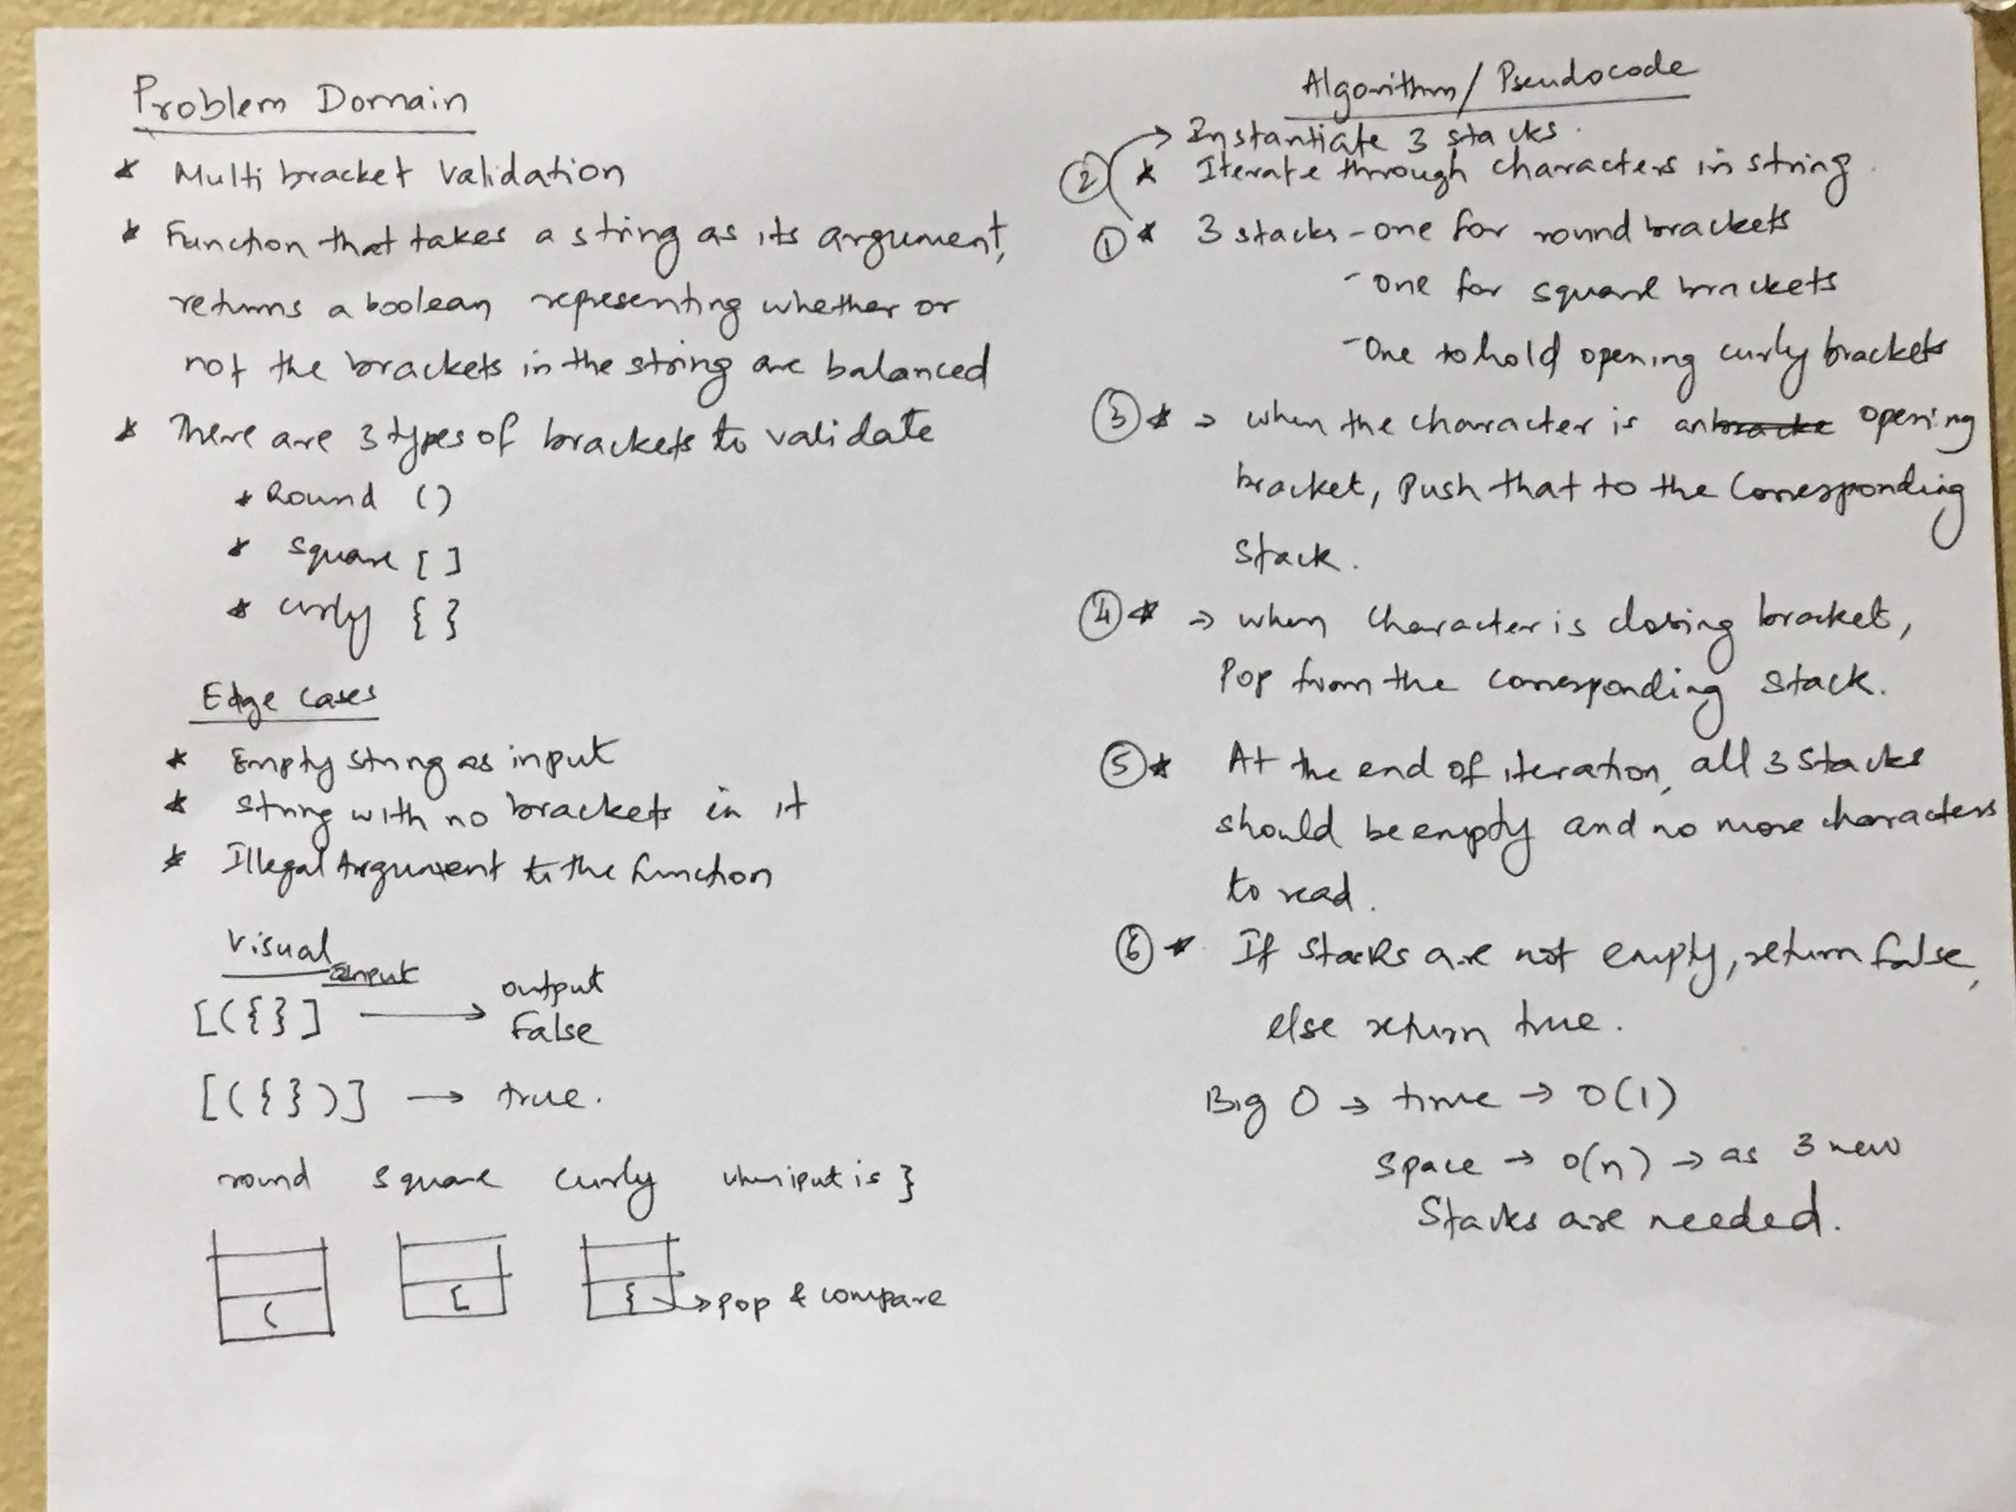 Problem Domain
* Multi bracket Validation
* Function that takes a string as its argument,
returns a boolean representing whether or
not the brackets in the string are balanced
* There are 3 types of brackets to validate
* Round ()
* square [ ]
* curly { }
Edge cases
* Empty string as input
* string with no brackets in it
* Illegal Argument to the function
Visual
input
output
[({}] → False
[({})] → true.
round square curly when iput is }
( [ { → pop & compare
Algorithm/ Pseudocode
→ Instantiate 3 stacks.
② * Iterate through characters in string.
① * 3 stacks - one for round brackets
- one for square brackets
- One to hold opening curly brackets
③ * → when the character is an opening
bracket, Push that to the Corresponding
Stack.
④ * → when Character is closing bracket,
Pop from the corresponding stack.
⑤ * At the end of iteration, all 3 Stacks
should be empty and no more characters
to read.
⑥ * If stacks are not empty, return false,
else return true.
Big O → time → O(1)
Space → O(n) → as 3 new
Stacks are needed.